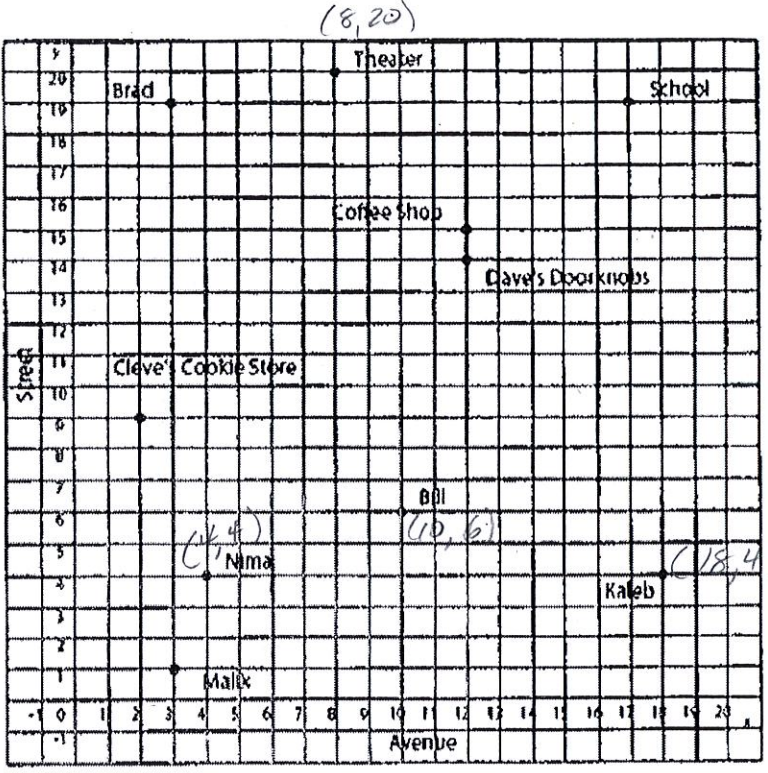 (8,20)
y
Theater
20
Brad
School
19
18
17
16
Coffee Shop
15
14
Dave's Doorknobs
13
12
Street
11
Cleve's Cookie Store
10
9
8
7
Bill
6
(10, 6)
(4,4)
5
Nima
(18,4
4
Kaleb
3
2
1
Malik
-1 0 1 2 3 4 5 6 7 8 9 10 11 12 13 14 15 16 17 18 19 20 x
-1
Avenue